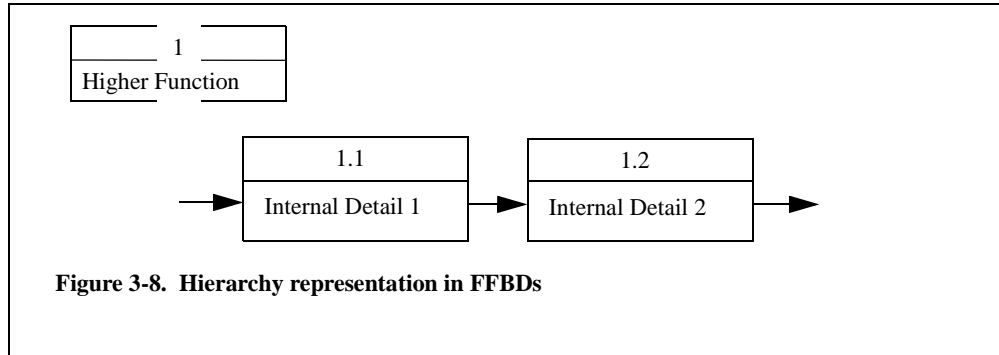 1
Higher Function
1.1
Internal Detail 1
1.2
Internal Detail 2
Figure 3-8. Hierarchy representation in FFBDs